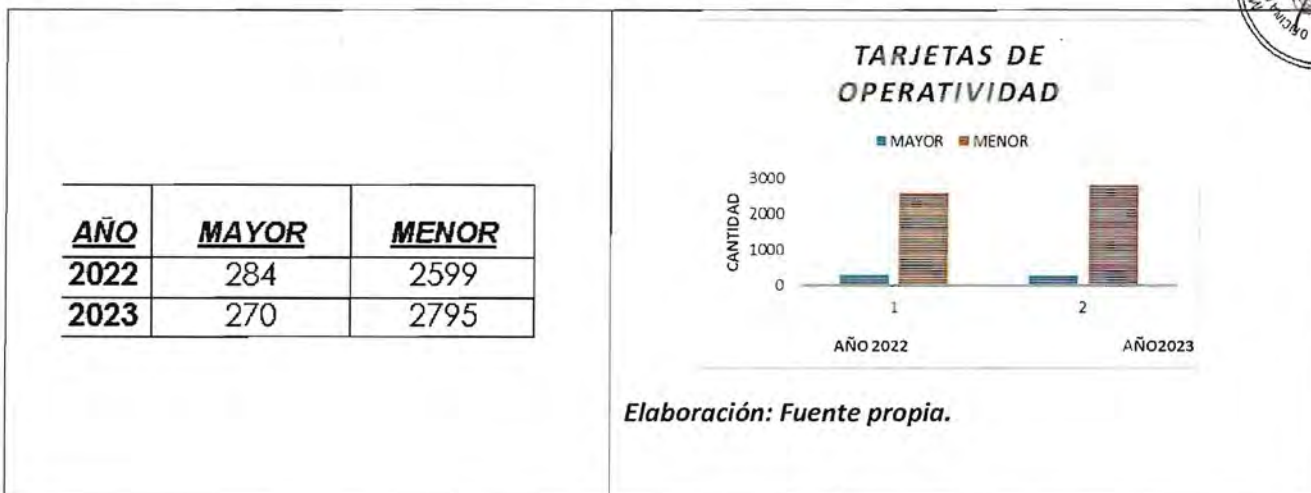 AÑO MAYOR MENOR
2022 284 2599
2023 270 2795
TARJETAS DE
OPERATIVIDAD
MAYOR MENOR
CANTIDAD
3000
2000
1000
0
1 2
AÑO 2022 AÑO2023
Elaboración: Fuente propia.
OFICINA